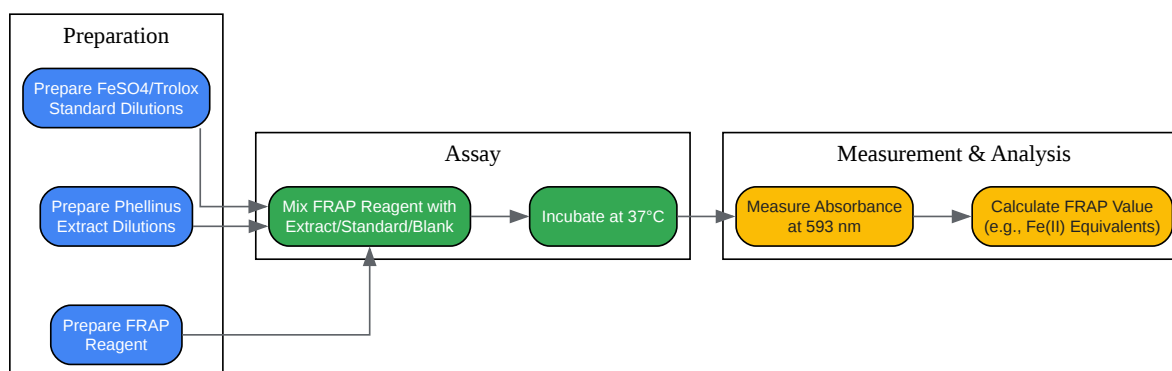 Preparation
Prepare FeSO4/Trolox
Standard Dilutions
Prepare Phellinus
Extract Dilutions
Prepare FRAP
Reagent
Assay
Mix FRAP Reagent with
Extract/Standard/Blank
Incubate at 37°C
Measurement & Analysis
Measure Absorbance
at 593 nm
Calculate FRAP Value
(e.g., Fe(II) Equivalents)